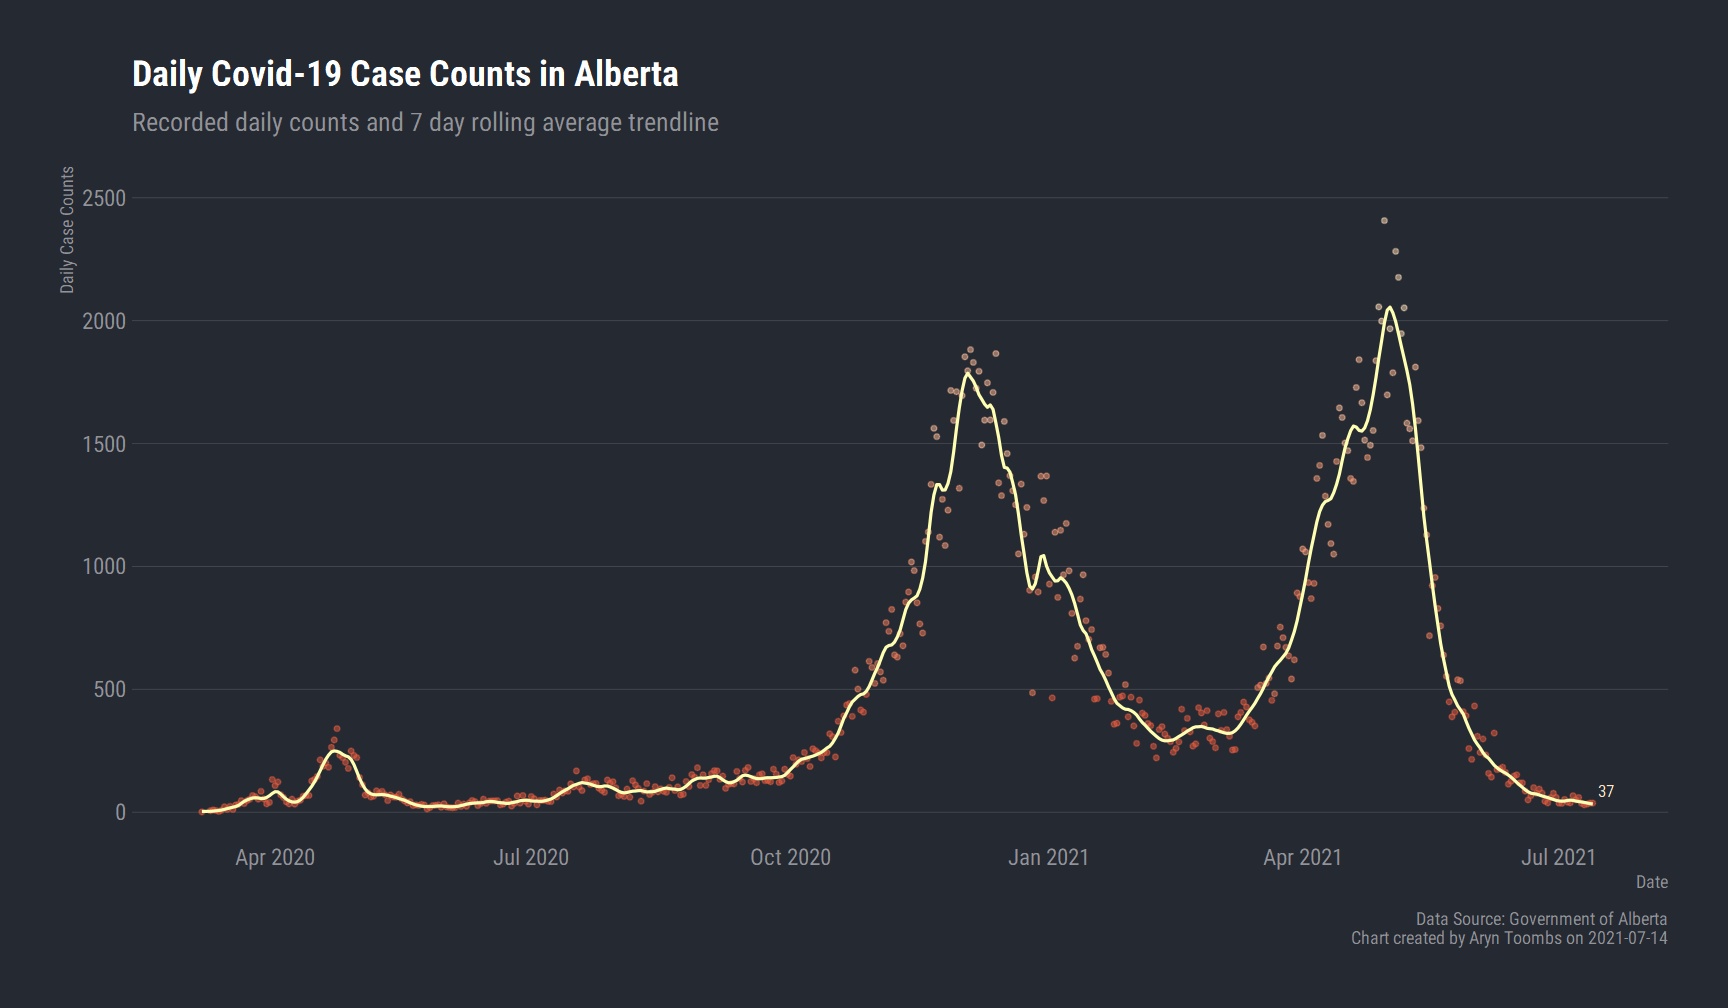 Daily Covid-19 Case Counts in Alberta
Recorded daily counts and 7 day rolling average trendline
Daily Case Counts
2500
2000
1500
1000
500
0
37
Apr 2020
Jul 2020
Oct 2020
Jan 2021
Apr 2021
Jul 2021
Date
Data Source: Government of Alberta
Chart created by Aryn Toombs on 2021-07-14